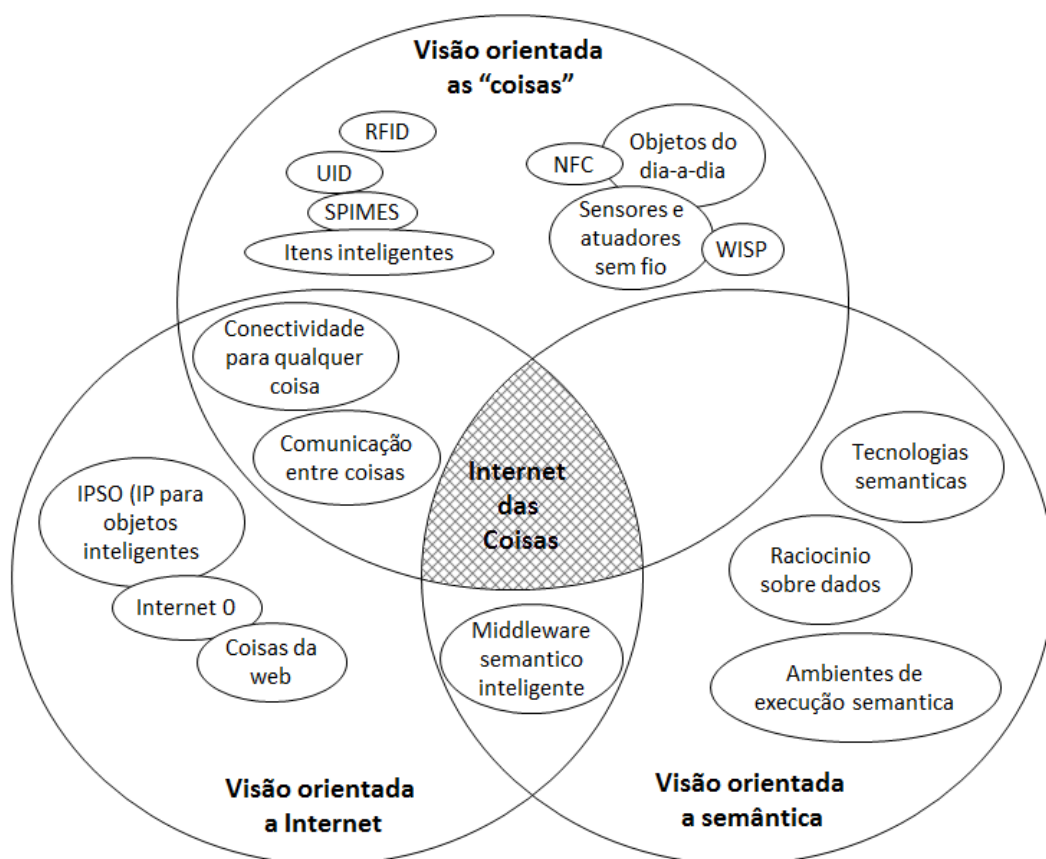 Visão orientada
as “coisas”
RFID
UID
SPIMES
Itens inteligentes
NFC
Objetos do
dia-a-dia
Sensores e
atuadores
sem fio
WISP
Conectividade
para qualquer
coisa
Comunicação
entre coisas
Internet
das
Coisas
Tecnologias
semanticas
Raciocinio
sobre dados
Ambientes de
execução semantica
IPSO (IP para
objetos
inteligentes
Internet 0
Coisas da
web
Middleware
semantico
inteligente
Visão orientada
a Internet
Visão orientada
a semântica